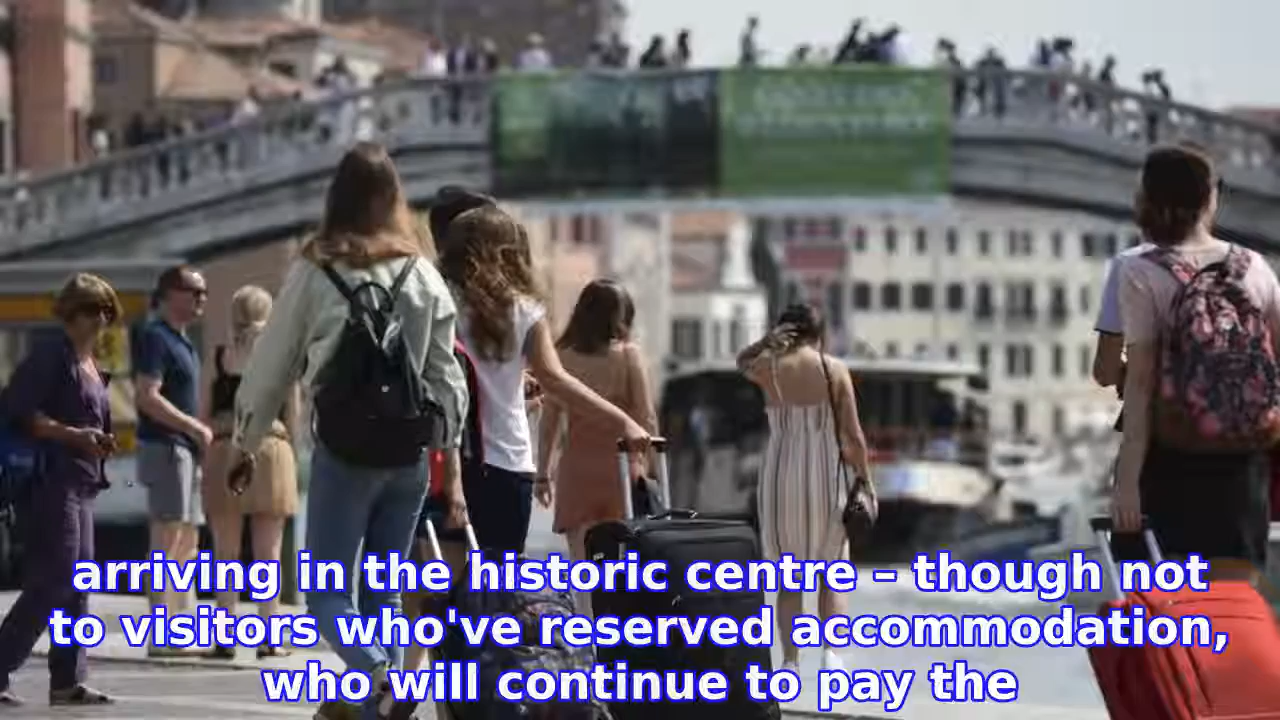 arriving in the historic centre – though not
to visitors who've reserved accommodation,
who will continue to pay the